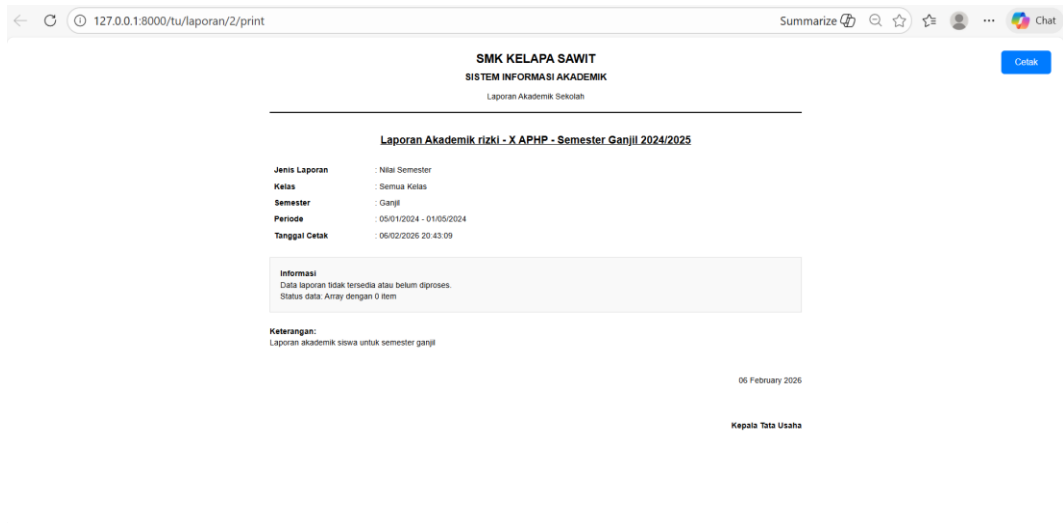 127.0.0.1:8000/tu/laporan/2/print
Summarize
Chat
SMK KELAPA SAWIT
Cetak
SISTEM INFORMASI AKADEMIK
Laporan Akademik Sekolah
Laporan Akademik rizki - X APHP - Semester Ganjil 2024/2025
Jenis Laporan : Nilai Semester
Kelas : Semua Kelas
Semester : Ganjil
Periode : 05/01/2024 - 01/05/2024
Tanggal Cetak : 06/02/2026 20:43:09
Informasi
Data laporan tidak tersedia atau belum diproses.
Status data: Array dengan 0 item
Keterangan:
Laporan akademik siswa untuk semester ganjil
06 February 2026
Kepala Tata Usaha